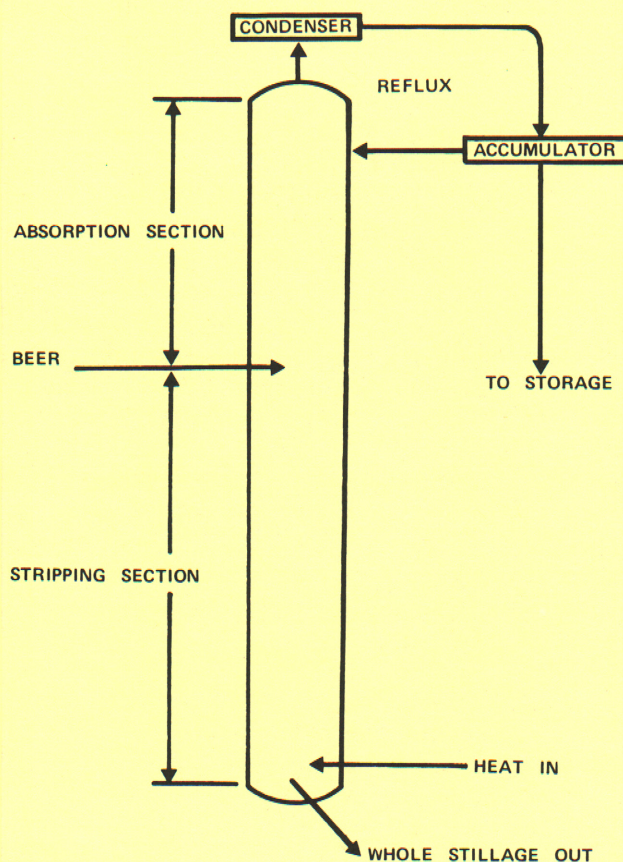 CONDENSER
REFLUX
ACCUMULATOR
ABSORPTION SECTION
BEER
TO STORAGE
STRIPPING SECTION
HEAT IN
WHOLE STILLAGE OUT